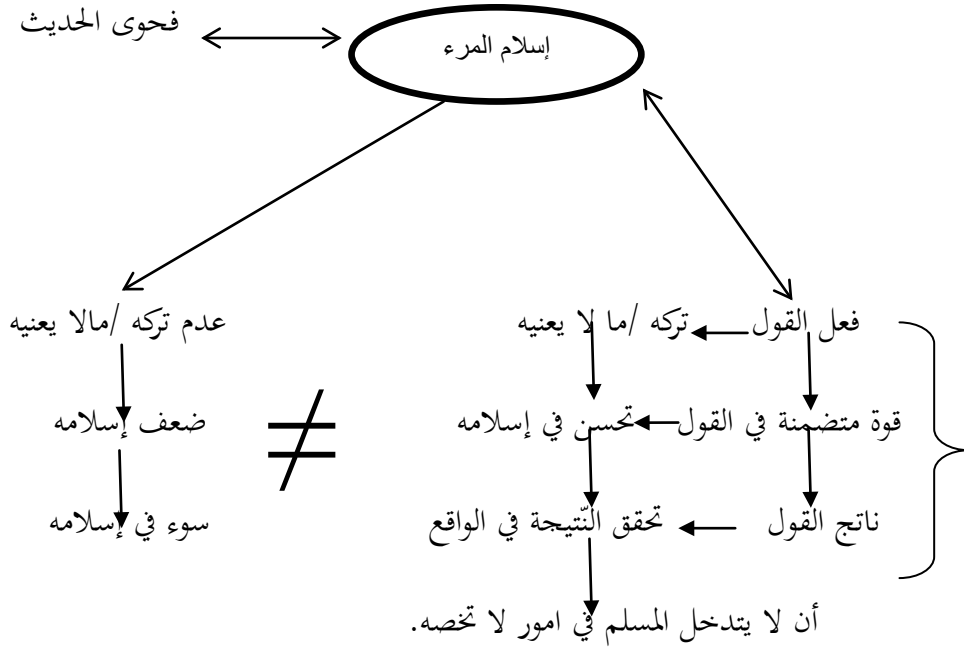 فحوى الحديث
إسلام المرء
فعل القول
تركه /ما لا يعنيه
عدم تركه /مالا يعنيه
قوة متضمنة في القول
تحسن في إسلامه
≠
ضعف إسلامه
ناتج القول
تحقق النّتيجة في الواقع
سوء في إسلامه
أن لا يتدخل المسلم في امور لا تخصه.